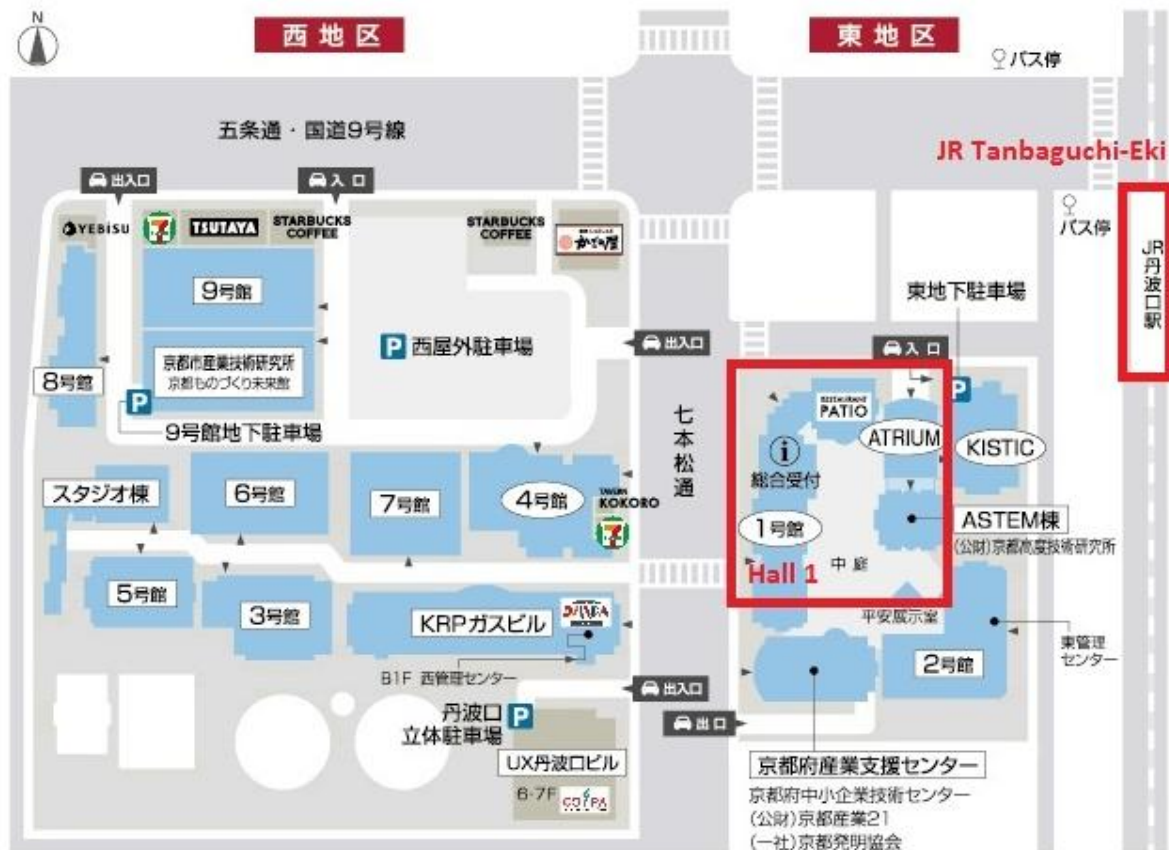 N
西地区
東地区
バス停
五条通・国道9号線
JR Tanbaguchi-Eki
出入口
入口
YEBISU
7
TSUTAYA
STARBUCKS
COFFEE
STARBUCKS
COFFEE
かごの屋
バス停
JR丹波口駅
9号館
東地下駐車場
P 西屋外駐車場
出入口
入口
京都市産業技術研究所
京都ものづくり未来館
8号館
P
P
9号館地下駐車場
七本松通
RESTAURANT
PATIO
ATRIUM
KISTIC
i
総合受付
スタジオ棟
6号館
7号館
4号館
KOKORO
7
1号館
ASTEM棟
(公財)京都高度技術研究所
中庭
Hall 1
5号館
3号館
KRPガスビル
平安展示室
2号館
東管理
センター
B1F 西管理センター
出入口
丹波口
立体駐車場
P
出口
UX丹波口ビル
6・7F
京都府産業支援センター
京都府中小企業技術センター
(公財)京都産業21
(一社)京都発明協会